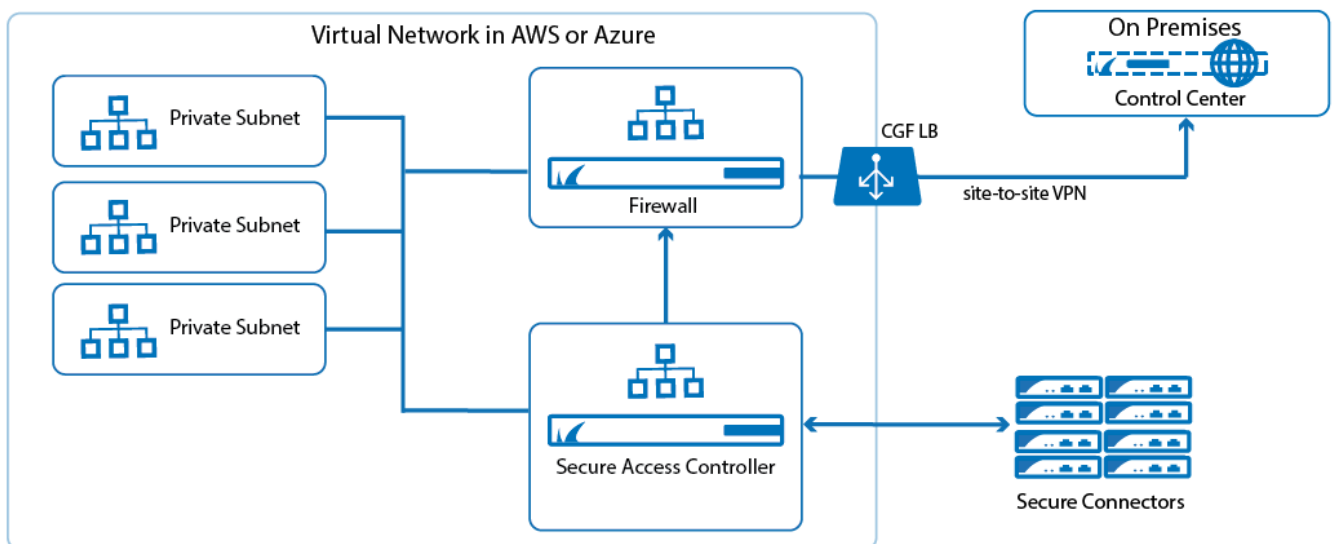 Virtual Network in AWS or Azure
On Premises
Control Center
Private Subnet
Private Subnet
Private Subnet
Firewall
CGF LB
site-to-site VPN
Secure Access Controller
Secure Connectors